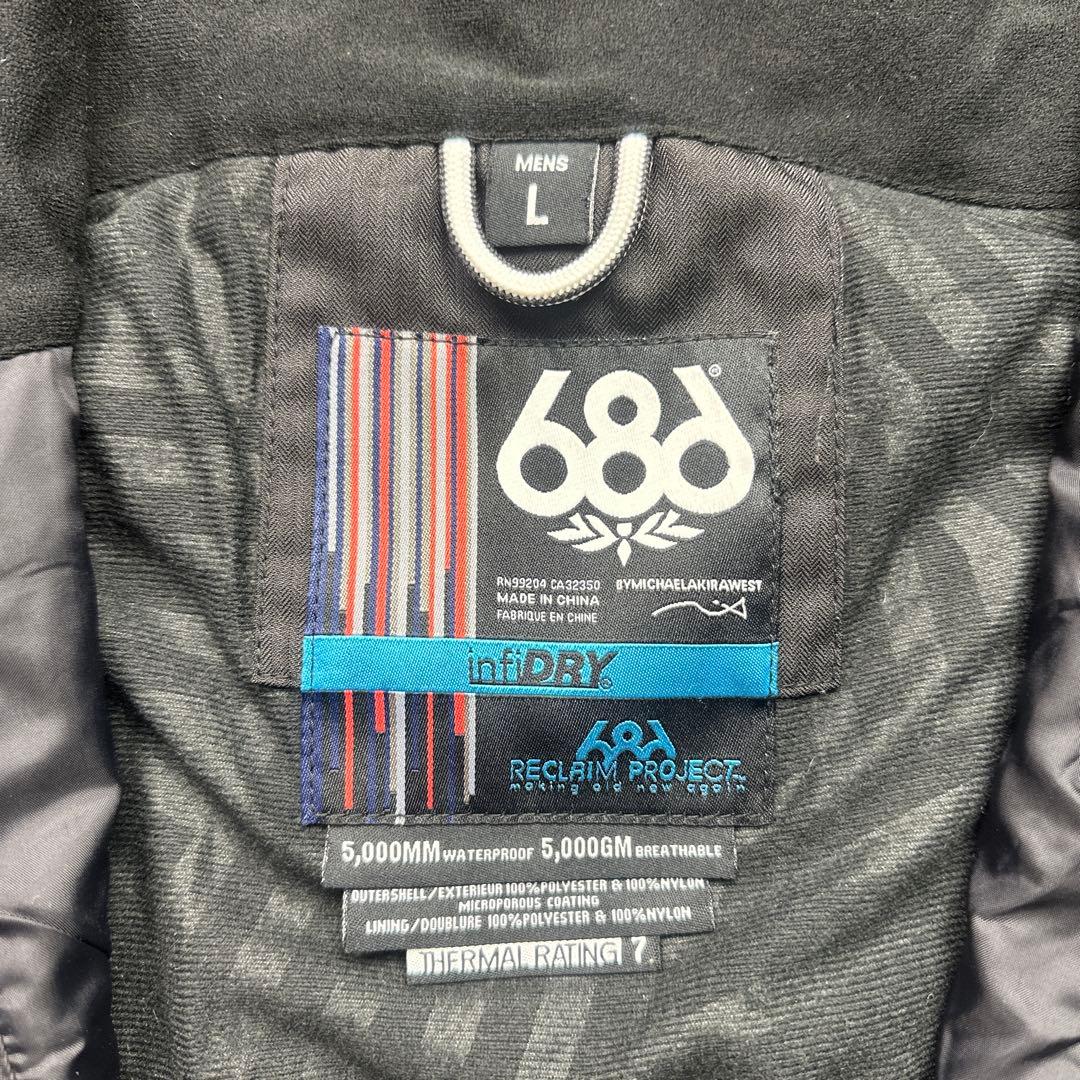 MENS
L
686®
RN99204 CA32350 BYMICHAELAKIRAWEST
MADE IN CHINA
FABRIQUE EN CHINE
infiDRY®
686
RECLAIM PROJECT™
making old new again
5,000MM WATERPROOF 5,000GM BREATHABLE
OUTERSHELL/EXTERIEUR 100%POLYESTER & 100%NYLON
MICROPOROUS COATING
LINING/DOUBLURE 100%POLYESTER & 100%NYLON
THERMAL RATING 7